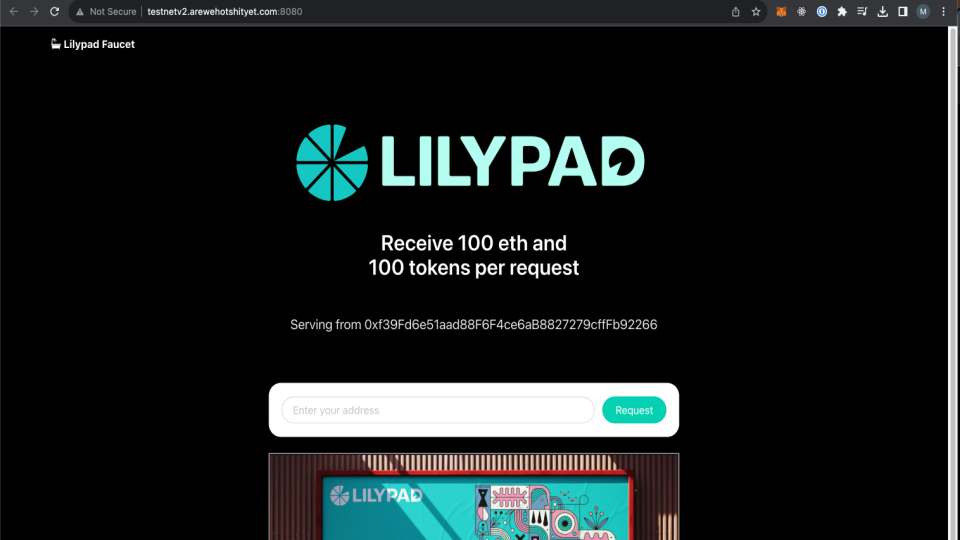 Not Secure | testnetv2.arewehotshityet.com:8080
M
Lilypad Faucet
LILYPAD
Receive 100 eth and
100 tokens per request
Serving from 0xf39Fd6e51aad88F6F4ce6aB8827279cffFb92266
Enter your address
Request
LILYPAD